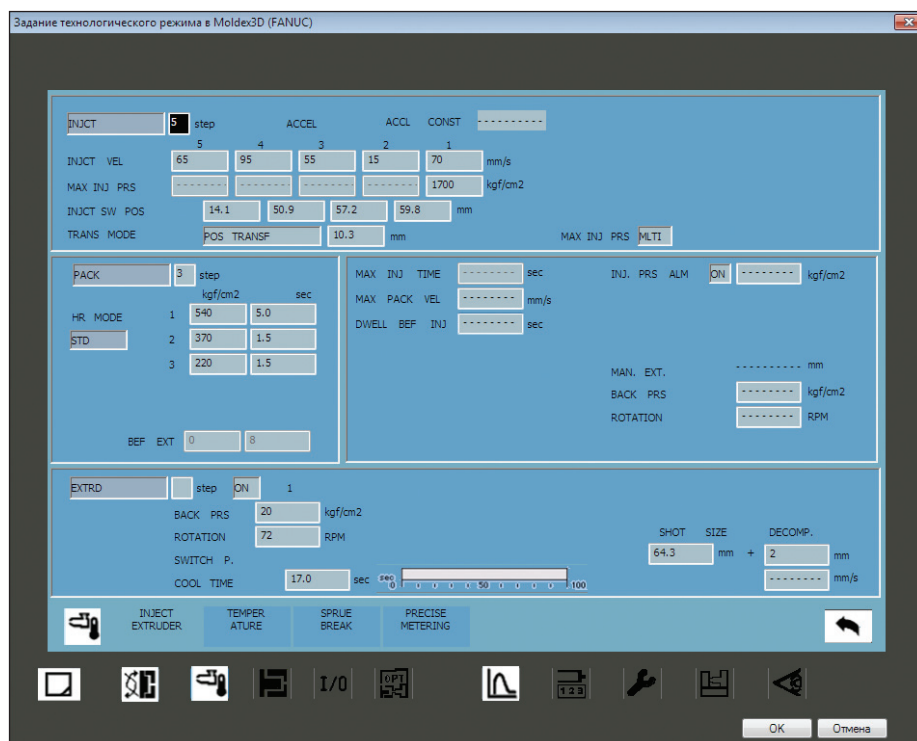 Задание технологического режима в Moldex3D (FANUC)
INJCT 5 step ACCEL ACCL CONST ----------
5 4 3 2 1
INJCT VEL 65 95 55 15 70 mm/s
MAX INJ PRS -------- -------- -------- -------- 1700 kgf/cm2
INJCT SW POS 14.1 50.9 57.2 59.8 mm
TRANS MODE POS TRANSF 10.3 mm MAX INJ PRS MLTI
PACK 3 step
kgf/cm2 sec
HR MODE 1 540 5.0
STD 2 370 1.5
3 220 1.5
BEF EXT 0 8
MAX INJ TIME -------- sec INJ. PRS ALM ON -------- kgf/cm2
MAX PACK VEL -------- mm/s
DWELL BEF INJ -------- sec
MAN. EXT. ---------- mm
BACK PRS -------- kgf/cm2
ROTATION -------- RPM
EXTRD step ON 1
BACK PRS 20 kgf/cm2
ROTATION 72 RPM
SWITCH P.
COOL TIME 17.0 sec sec 0 50 100
SHOT SIZE DECOMP.
64.3 mm + 2 mm
-------- mm/s
INJECT EXTRUDER
TEMPER ATURE
SPRUE BREAK
PRECISE METERING
I/O OPT 123
OK Отмена